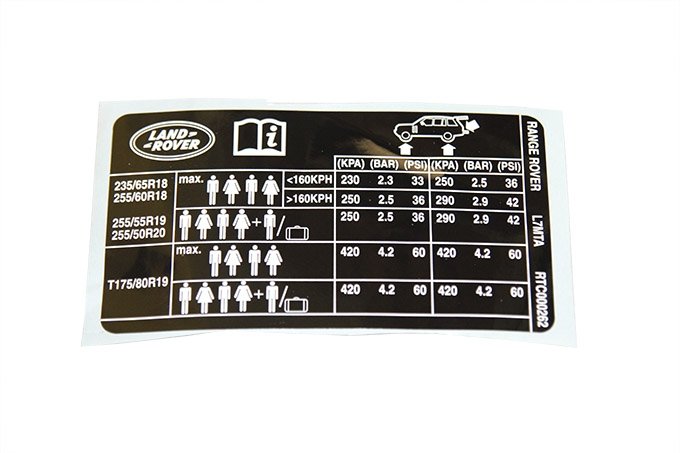 LAND
ROVER
i
(KPA) (BAR) (PSI) (KPA) (BAR) (PSI)
235/65R18
255/60R18
max. <160KPH 230 2.3 33 250 2.5 36
>160KPH 250 2.5 36 290 2.9 42
255/55R19
255/50R20
+ / 250 2.5 36 290 2.9 42
T175/80R19
max. 420 4.2 60 420 4.2 60
+ / 420 4.2 60 420 4.2 60
RANGE ROVER L7MTA RTC000262